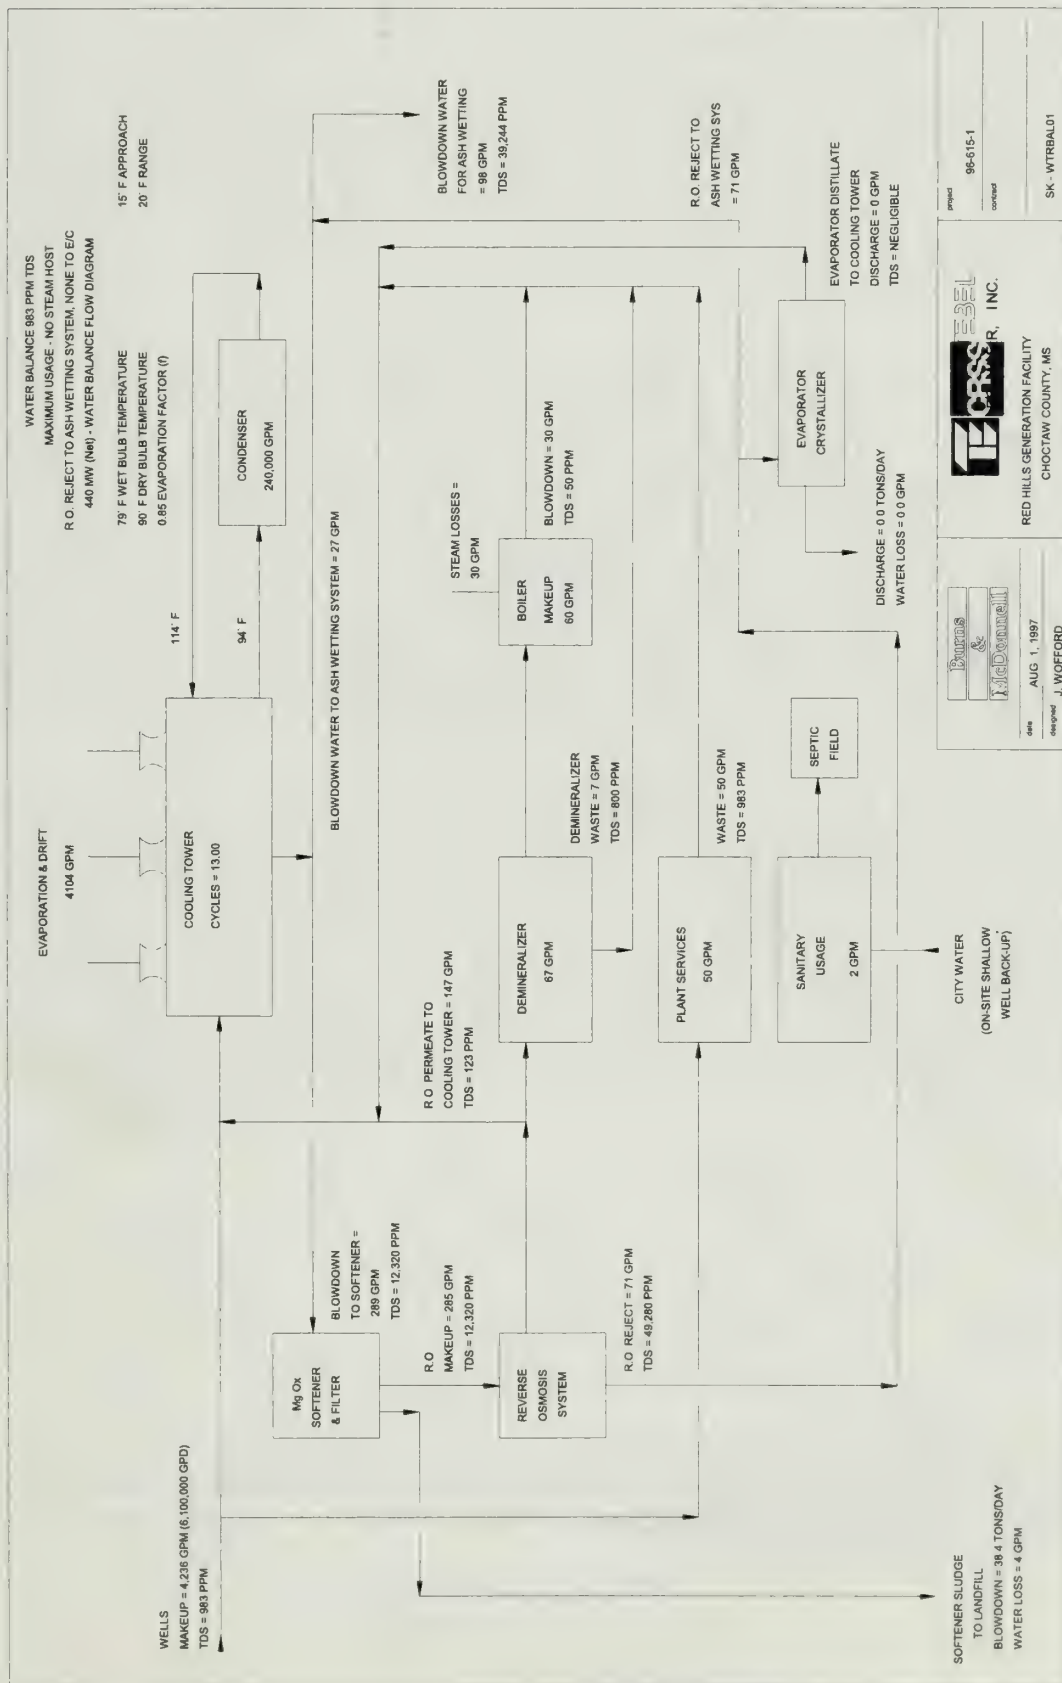 WATER BALANCE 983 PPM TDS
MAXIMUM USAGE - NO STEAM HOST
R O. REJECT TO ASH WETTING SYSTEM, NONE TO E/C
440 MW (Net) - WATER BALANCE FLOW DIAGRAM
79° F WET BULB TEMPERATURE
90° F DRY BULB TEMPERATURE
0.85 EVAPORATION FACTOR (f)
15° F APPROACH
20° F RANGE
EVAPORATION & DRIFT
4104 GPM
COOLING TOWER
CYCLES = 13.00
114° F
94° F
CONDENSER
240,000 GPM
WELLS
MAKEUP = 4,236 GPM (6,100,000 GPD)
TDS = 983 PPM
BLOWDOWN WATER TO ASH WETTING SYSTEM = 27 GPM
BLOWDOWN WATER
FOR ASH WETTING
= 98 GPM
TDS = 39,244 PPM
Mg Ox
SOFTENER
& FILTER
BLOWDOWN
TO SOFTENER =
289 GPM
TDS = 12,320 PPM
R O PERMEATE TO
COOLING TOWER = 147 GPM
TDS = 123 PPM
R.O
MAKEUP = 285 GPM
TDS = 12,320 PPM
REVERSE
OSMOSIS
SYSTEM
DEMINERALIZER
67 GPM
STEAM LOSSES =
30 GPM
BOILER
MAKEUP
60 GPM
BLOWDOWN = 30 GPM
TDS = 50 PPM
DEMINERALIZER
WASTE = 7 GPM
TDS = 800 PPM
R.O REJECT = 71 GPM
TDS = 49,280 PPM
PLANT SERVICES
50 GPM
WASTE = 50 GPM
TDS = 983 PPM
R.O. REJECT TO
ASH WETTING SYS
= 71 GPM
SANITARY
USAGE
2 GPM
SEPTIC
FIELD
EVAPORATOR
CRYSTALLIZER
EVAPORATOR DISTILLATE
TO COOLING TOWER
DISCHARGE = 0 GPM
TDS = NEGLIGIBLE
DISCHARGE = 0 0 TONS/DAY
WATER LOSS = 0 0 GPM
SOFTENER SLUDGE
TO LANDFILL
BLOWDOWN = 38 4 TONS/DAY
WATER LOSS = 4 GPM
CITY WATER
(ON-SITE SHALLOW
WELL BACK-UP)
Burns
&
McDonnell
date
AUG 1, 1997
designed
J. WOFFORD
CRSS
R, INC.
RED HILLS GENERATION FACILITY
CHOCTAW COUNTY, MS
project
96-615-1
contract
SK - WTRBAL01